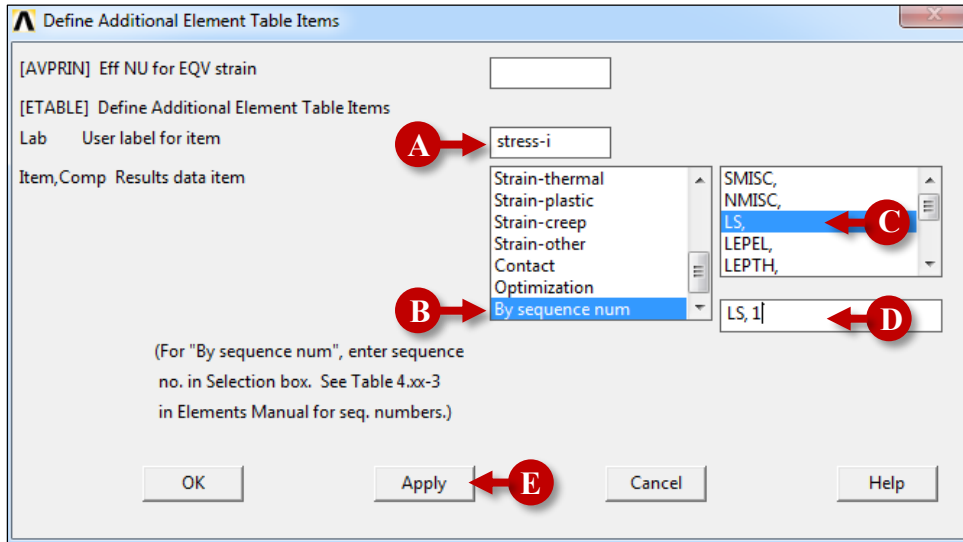 Define Additional Element Table Items
[AVPRIN] Eff NU for EQV strain
[ETABLE] Define Additional Element Table Items
Lab User label for item
A
stress-i
Item,Comp Results data item
Strain-thermal
Strain-plastic
Strain-creep
Strain-other
Contact
Optimization
By sequence num
B
SMISC,
NMISC,
LS,
LEPEL,
LEPTH,
C
LS, 1
D
(For "By sequence num", enter sequence
no. in Selection box. See Table 4.xx-3
in Elements Manual for seq. numbers.)
OK
Apply
E
Cancel
Help